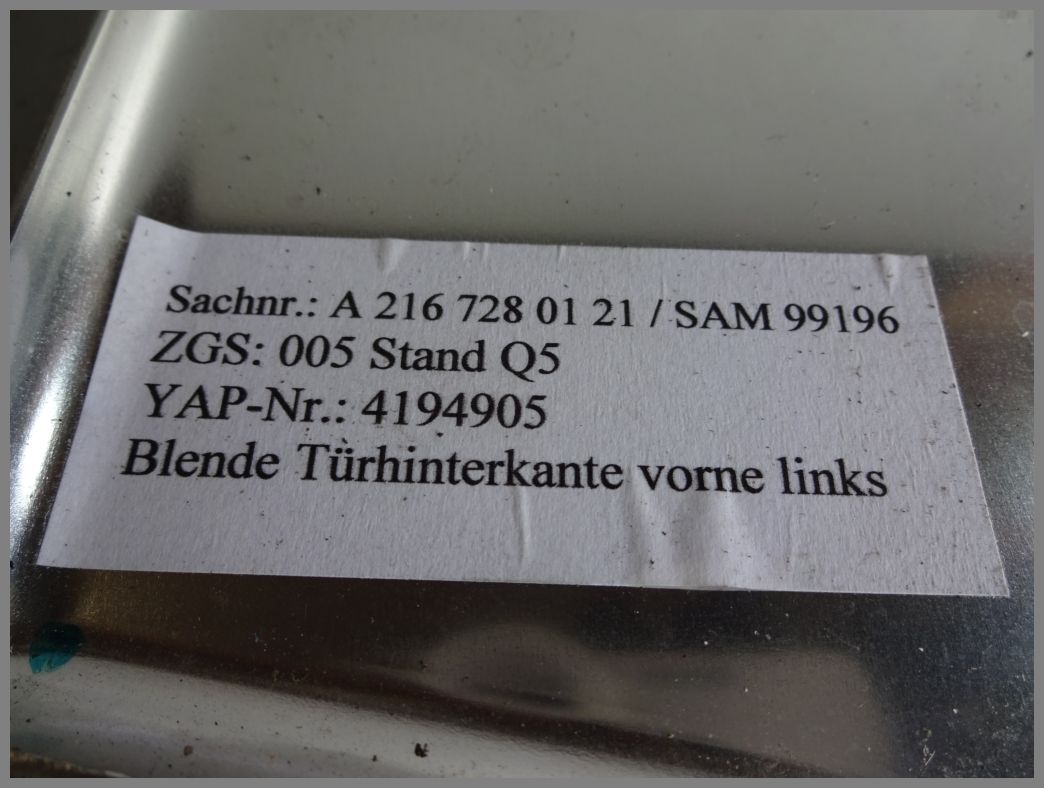 Sachnr.: A 216 728 01 21 / SAM 99196
ZGS: 005 Stand Q5
YAP-Nr.: 4194905
Blende Türhinterkante vorne links